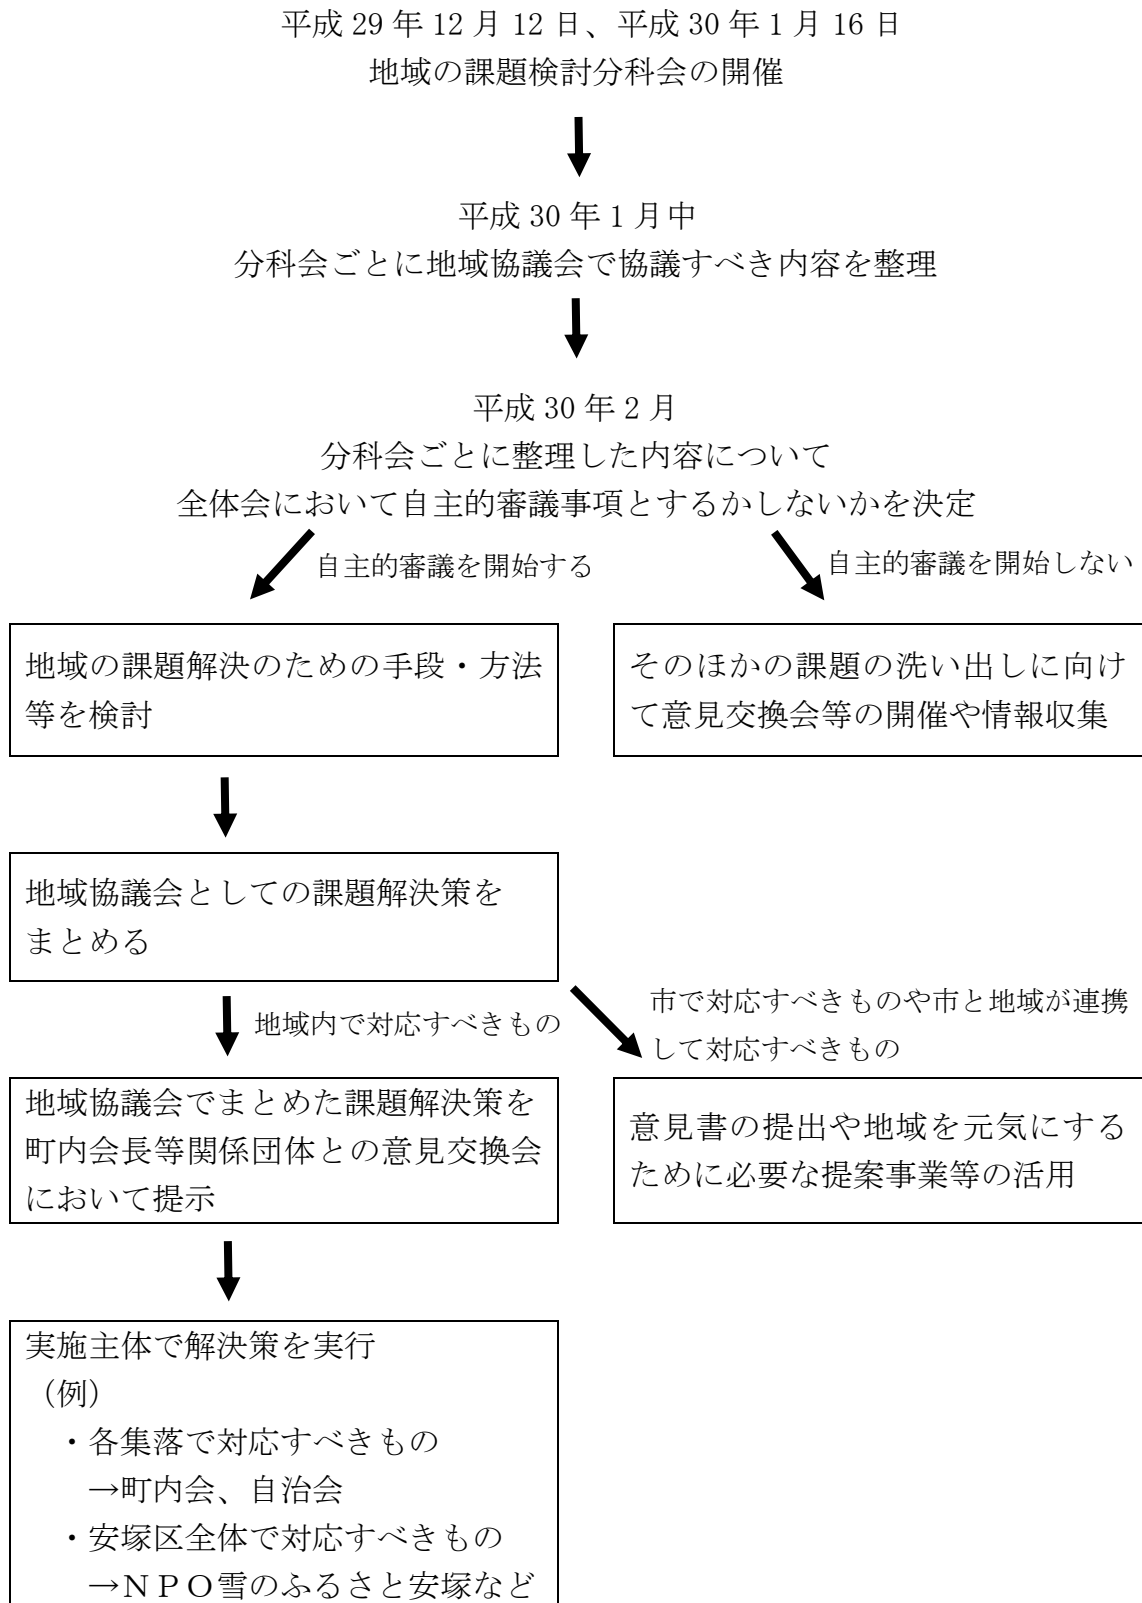 平成 29 年 12 月 12 日、平成 30 年 1 月 16 日
地域の課題検討分科会の開催
平成 30 年 1 月中
分科会ごとに地域協議会で協議すべき内容を整理
平成 30 年 2 月
分科会ごとに整理した内容について
全体会において自主的審議事項とするかしないかを決定
自主的審議を開始する
自主的審議を開始しない
地域の課題解決のための手段・方法
等を検討
そのほかの課題の洗い出しに向け
て意見交換会等の開催や情報収集
地域協議会としての課題解決策を
まとめる
地域内で対応すべきもの
市で対応すべきものや市と地域が連携
して対応すべきもの
地域協議会でまとめた課題解決策を
町内会長等関係団体との意見交換会
において提示
意見書の提出や地域を元気にする
ために必要な提案事業等の活用
実施主体で解決策を実行
（例）
・各集落で対応すべきもの
→町内会、自治会
・安塚区全体で対応すべきもの
→ＮＰＯ雪のふるさと安塚など